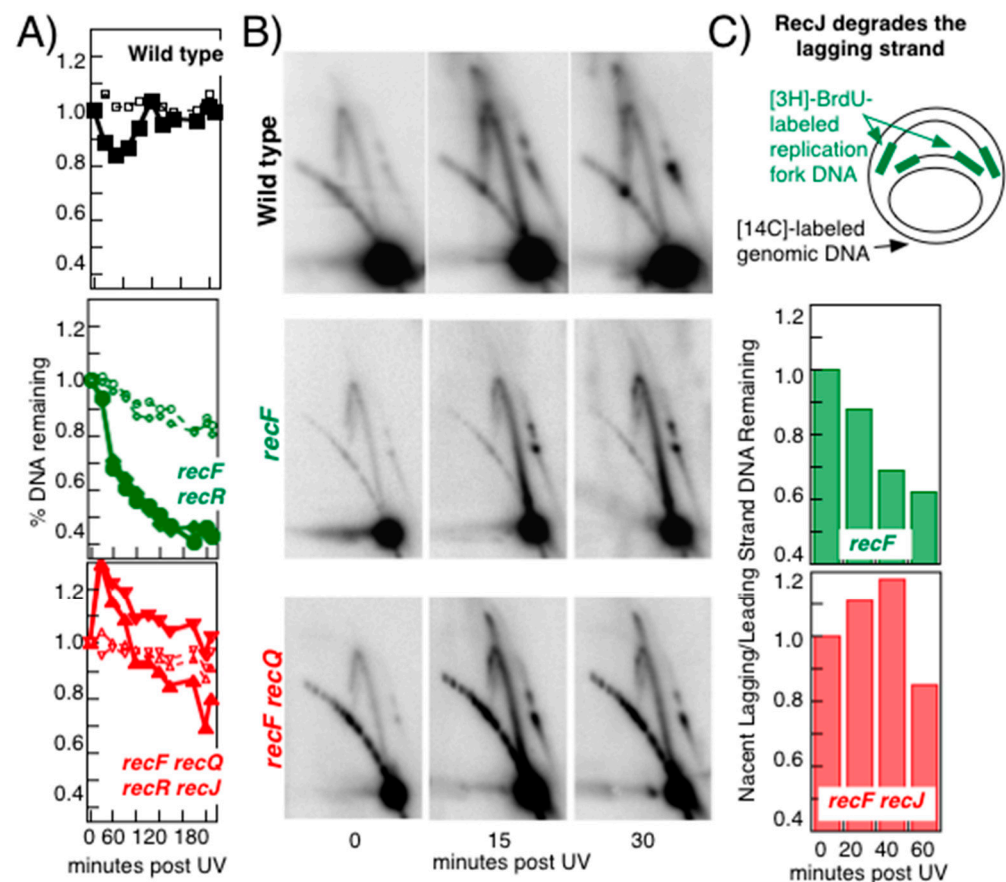 A)
Wild type
1.2
1.0
0.8
0.6
0.4
1.2
1.0
0.8
0.6
0.4
recF
recR
% DNA remaining
1.2
1.0
0.8
0.6
0.4
recF recQ
recR recJ
0 60 120 180
minutes post UV
B)
Wild type
recF
recF recQ
0 15 30
minutes post UV
C)
RecJ degrades the
lagging strand
[3H]-BrdU-
labeled
replication
fork DNA
[14C]-labeled
genomic DNA
Nacent Lagging/Leading Strand DNA Remaining
1.2
1.0
0.8
0.6
0.4
recF
1.2
1.0
0.8
0.6
0.4
recF recJ
0 20 40 60
minutes post UV